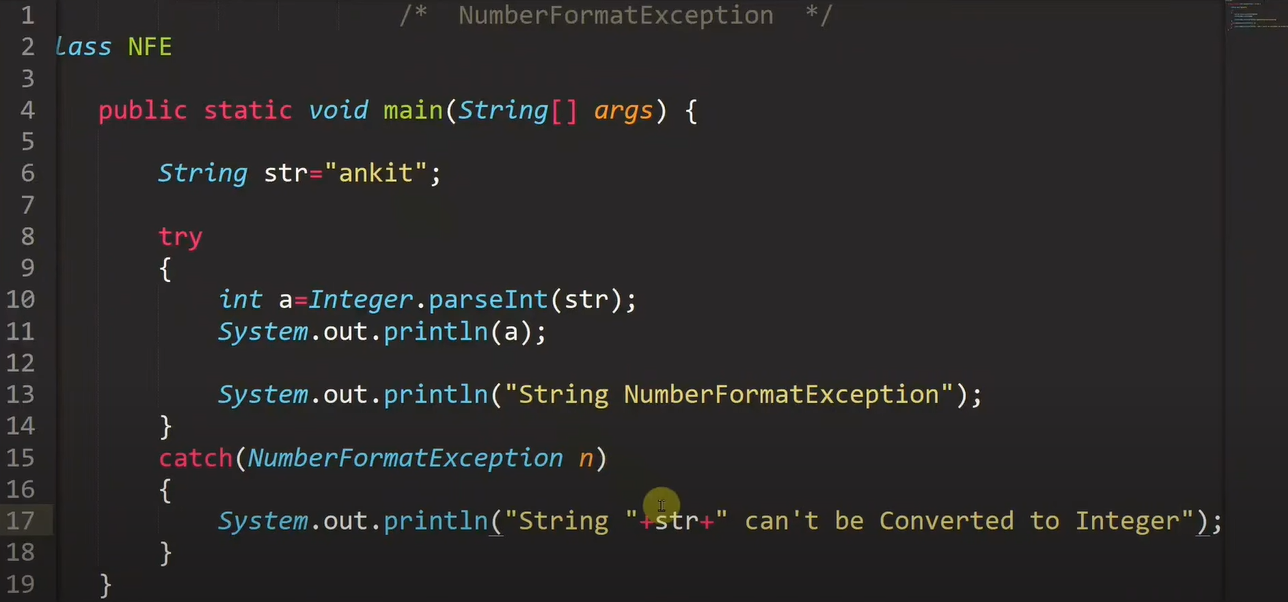 1 /* NumberFormatException */
2 lass NFE
3
4 public static void main(String[] args) {
5
6 String str="ankit";
7
8 try
9 {
10 int a=Integer.parseInt(str);
11 System.out.println(a);
12
13 System.out.println("String NumberFormatException");
14 }
15 catch(NumberFormatException n)
16 {
17 System.out.println("String "+str+" can't be Converted to Integer");
18 }
19 }